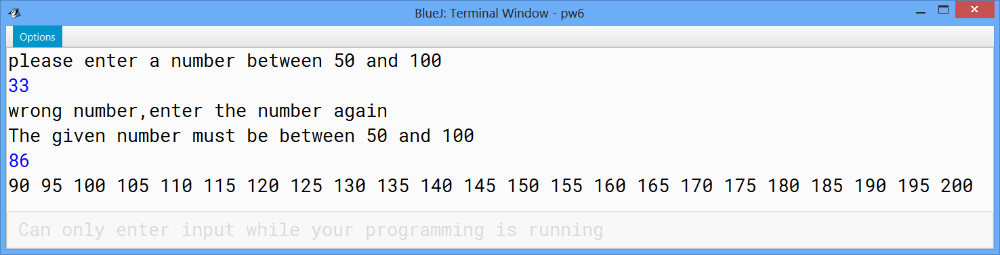 BlueJ: Terminal Window - pw6
Options
please enter a number between 50 and 100
33
wrong number,enter the number again
The given number must be between 50 and 100
86
90 95 100 105 110 115 120 125 130 135 140 145 150 155 160 165 170 175 180 185 190 195 200
Can only enter input while your programming is running